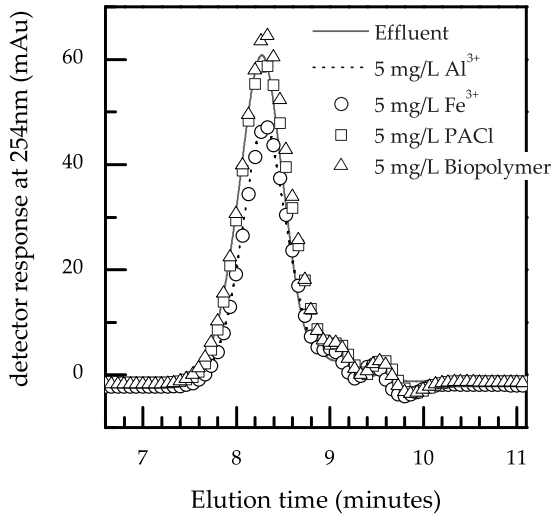 detector response at 254nm (mAu)
60
40
20
0
Effluent
5 mg/L Al³⁺
5 mg/L Fe³⁺
5 mg/L PACl
5 mg/L Biopolymer
7 8 9 10 11
Elution time (minutes)